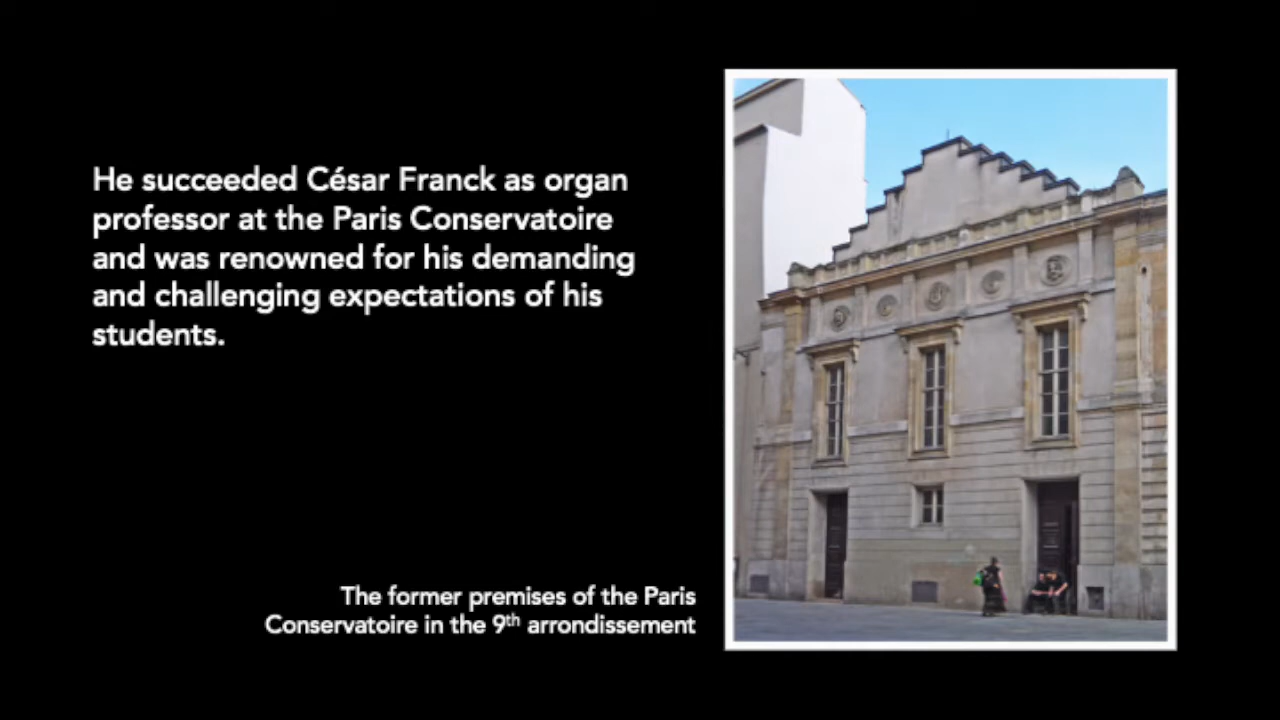 He succeeded César Franck as organ
professor at the Paris Conservatoire
and was renowned for his demanding
and challenging expectations of his
students.
The former premises of the Paris
Conservatoire in the 9th arrondissement